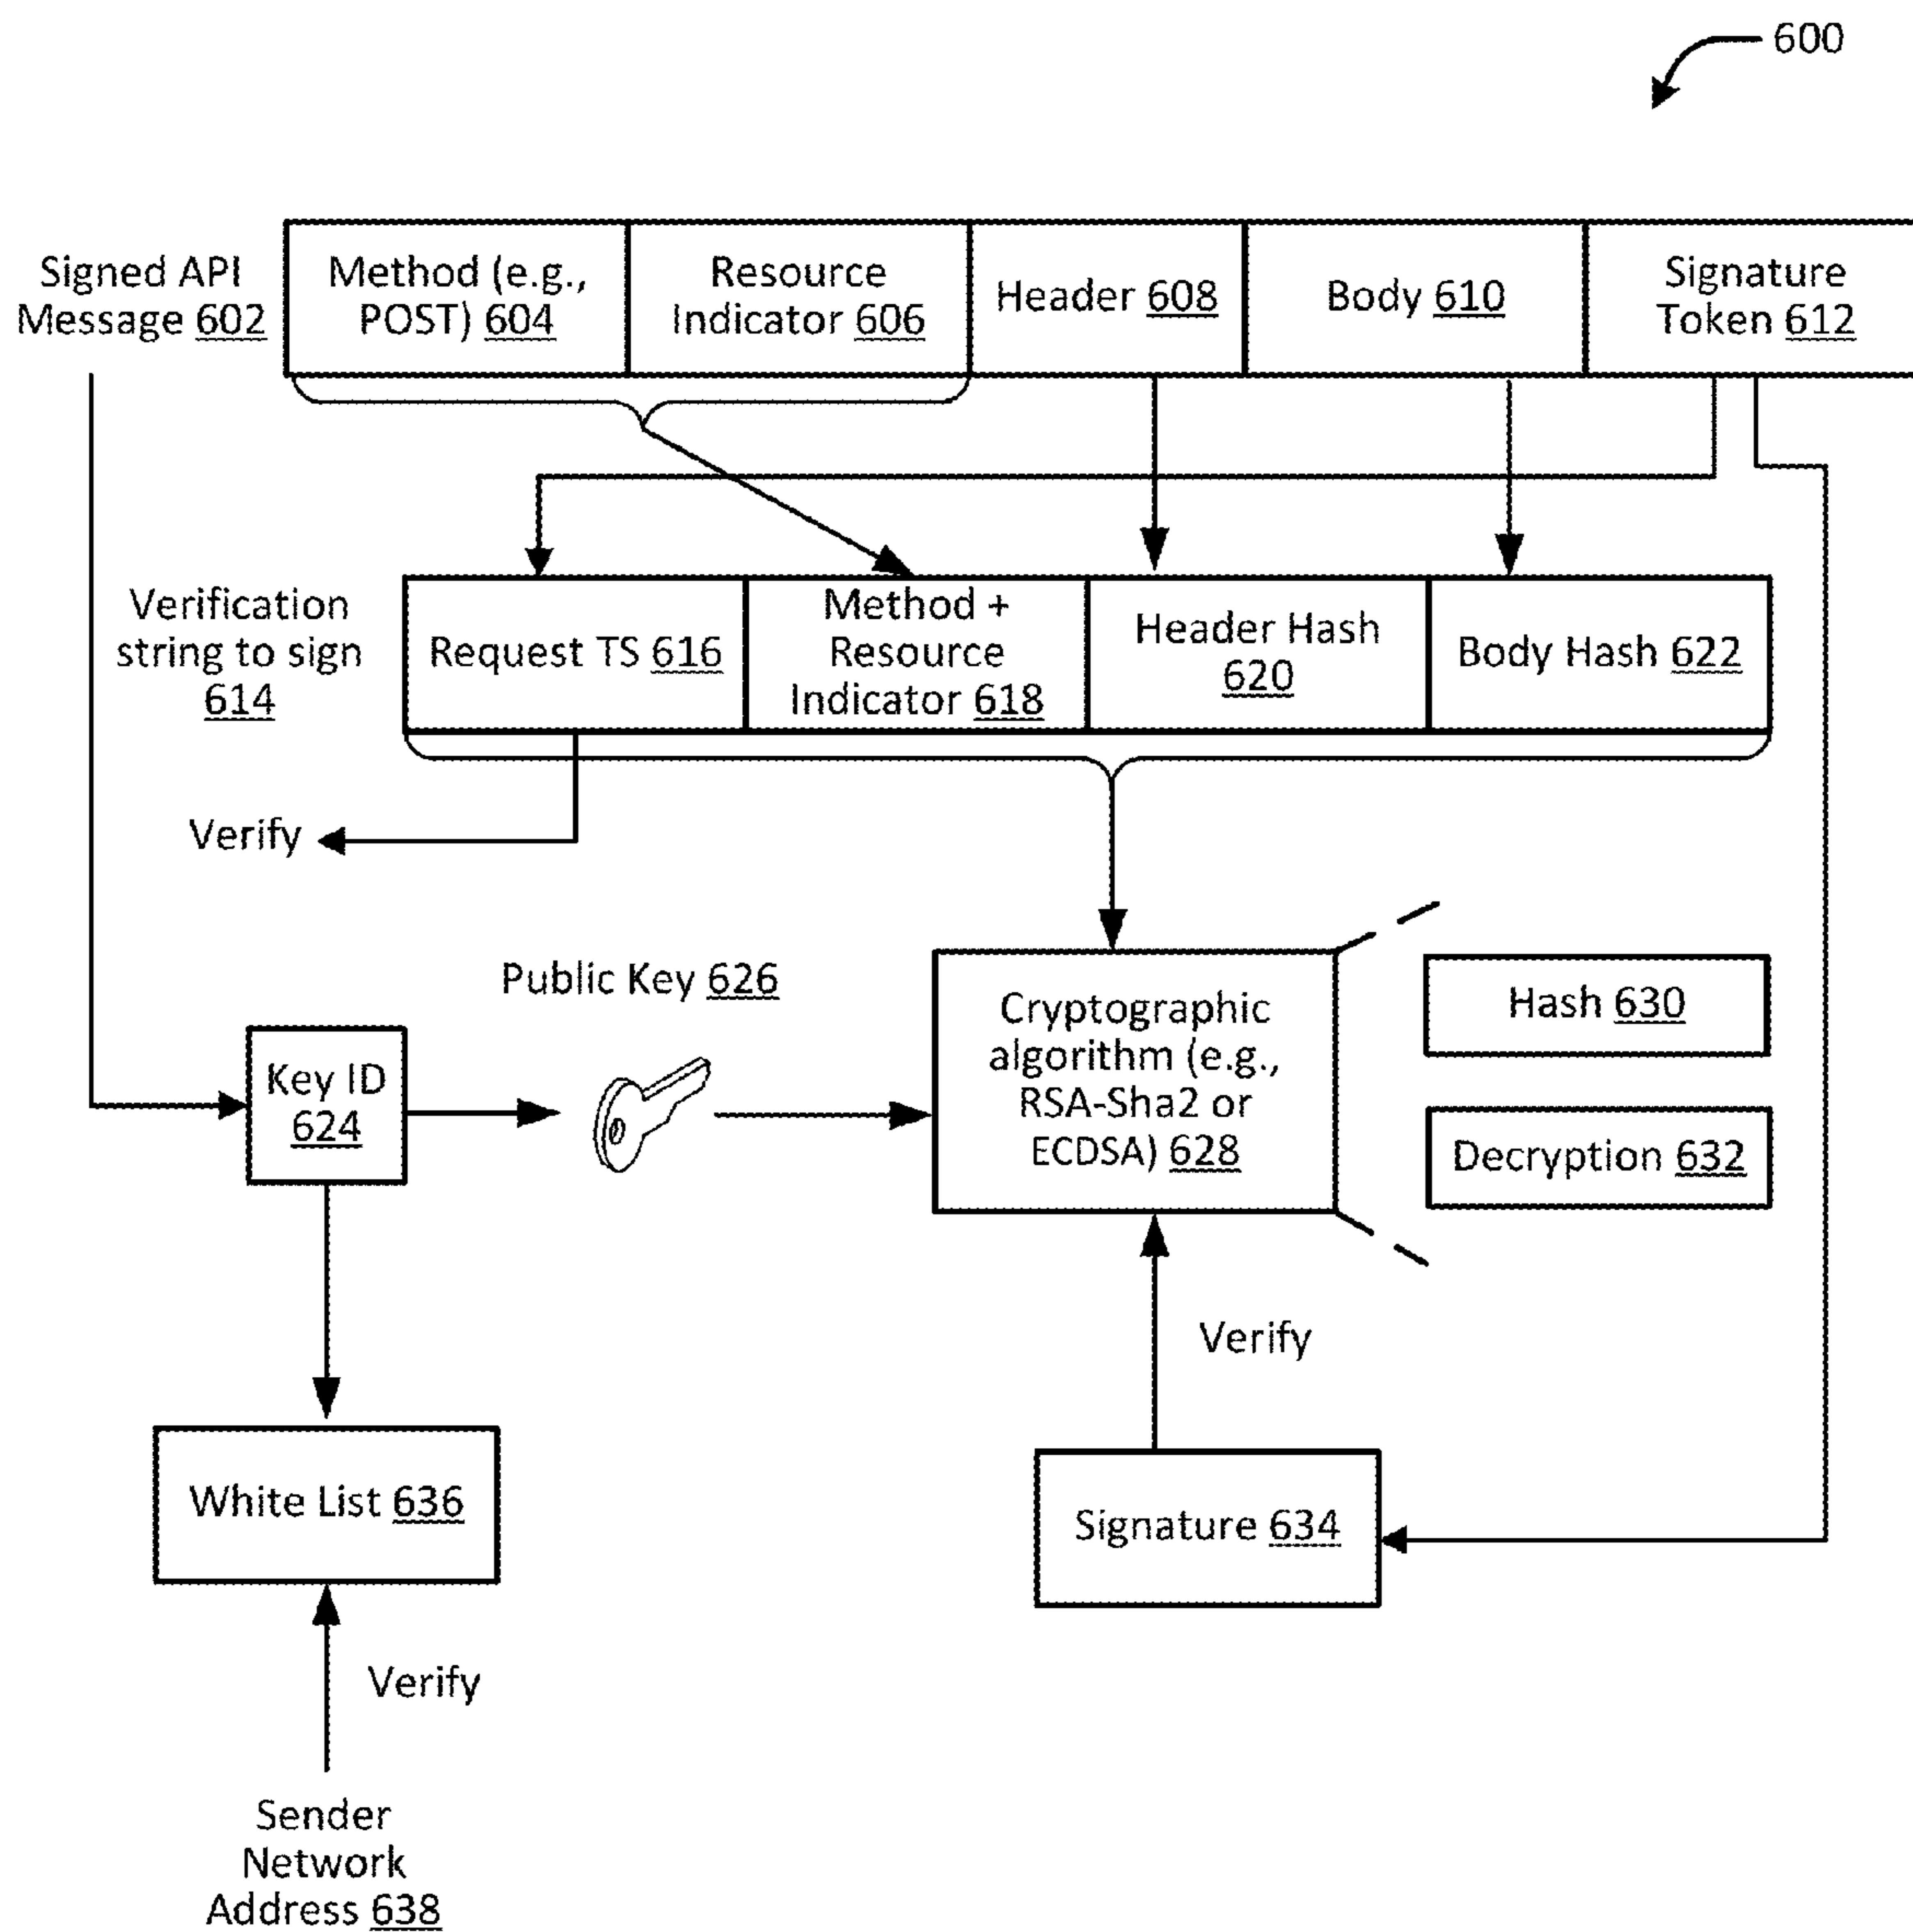 600
Signed API
Message 602
Method (e.g.,
POST) 604
Resource
Indicator 606
Header 608
Body 610
Signature
Token 612
Verification
string to sign
614
Request TS 616
Method +
Resource
Indicator 618
Header Hash
620
Body Hash 622
Verify
Public Key 626
Key ID
624
Cryptographic
algorithm (e.g.,
RSA-Sha2 or
ECDSA) 628
Hash 630
Decryption 632
Verify
White List 636
Signature 634
Verify
Sender
Network
Address 638